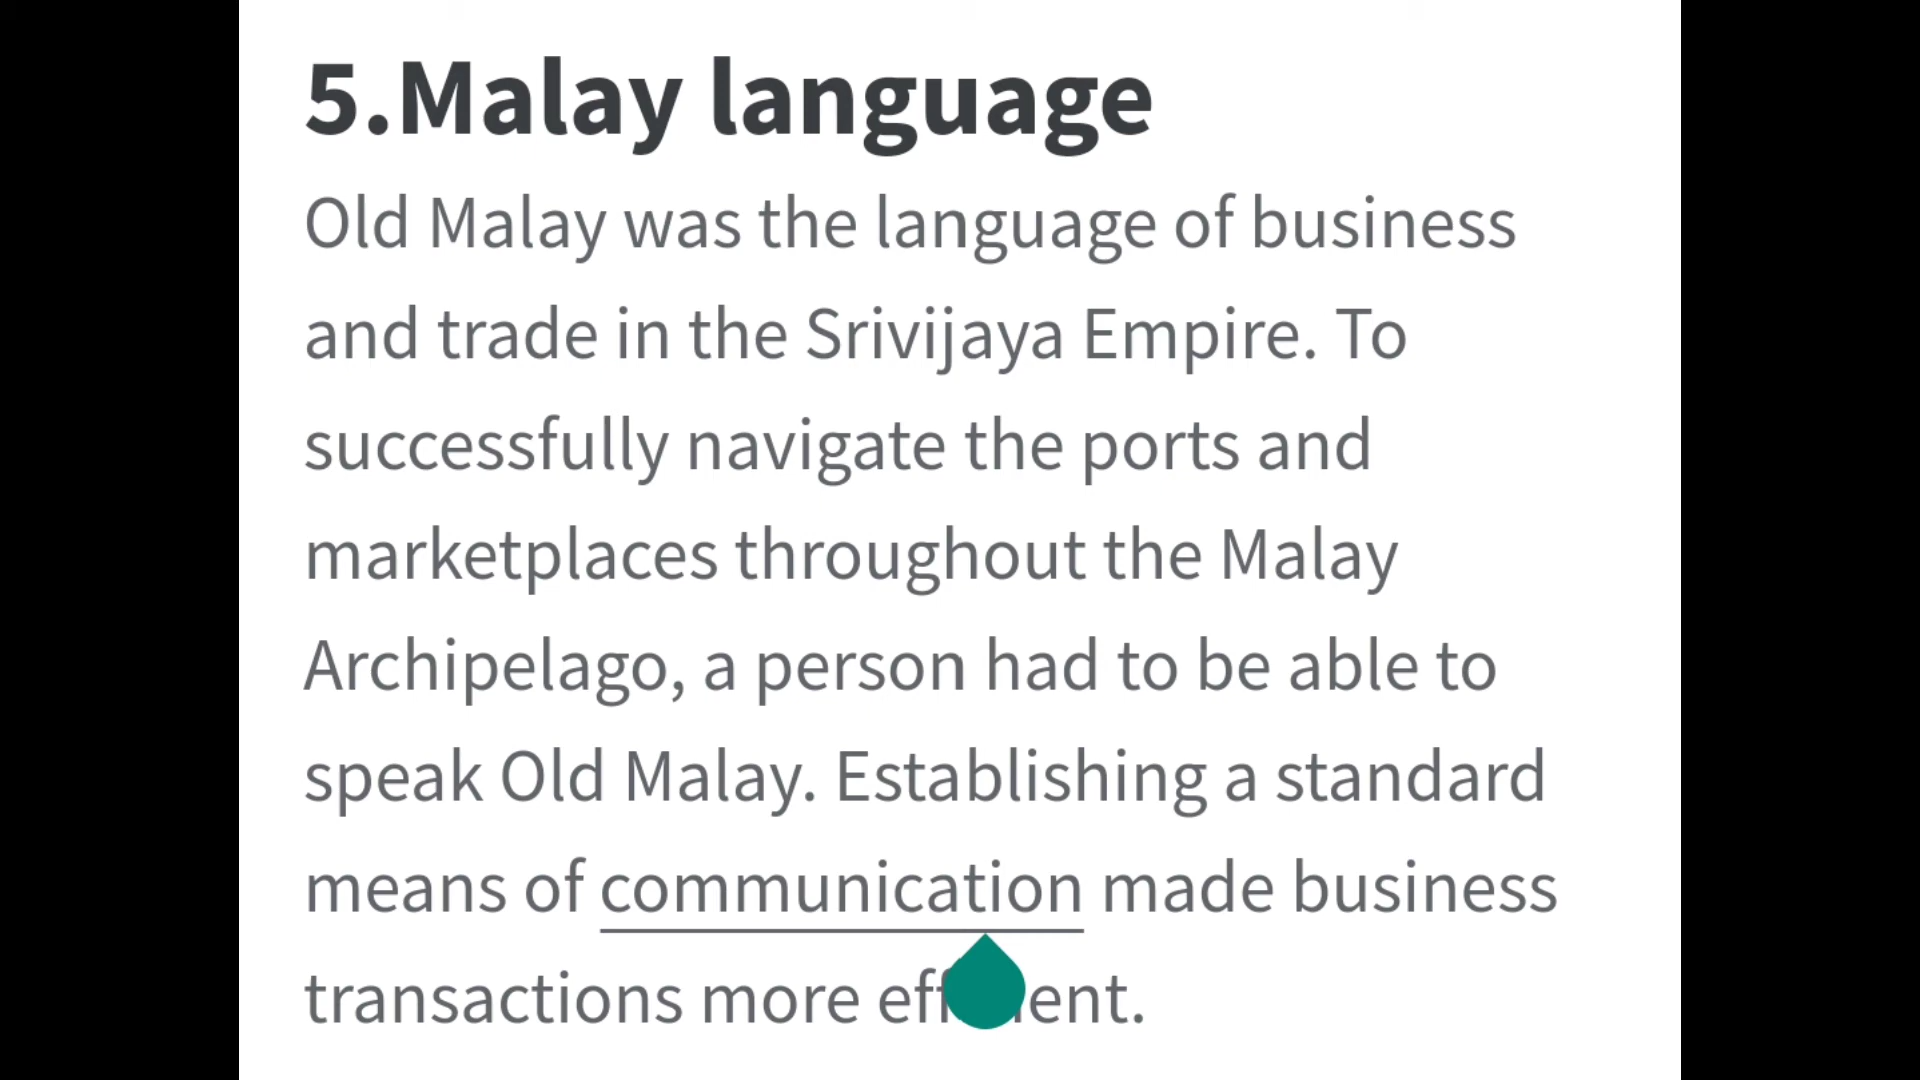 5.Malay language
Old Malay was the language of business
and trade in the Srivijaya Empire. To
successfully navigate the ports and
marketplaces throughout the Malay
Archipelago, a person had to be able to
speak Old Malay. Establishing a standard
means of communication made business
transactions more efficient.